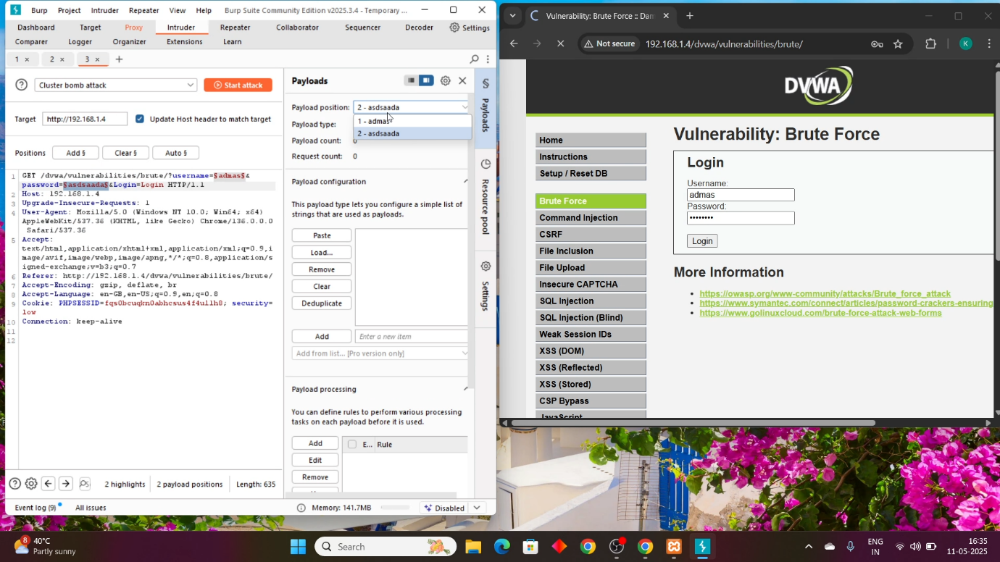 Burp Project Intruder Repeater View Help Burp Suite Community Edition v2025.3.4 - Temporary ...
Dashboard Target Proxy Intruder Repeater Collaborator Sequencer Decoder Settings
Comparer Logger Organizer Extensions Learn
1 × 2 × 3 × +
Cluster bomb attack
Start attack
Target http://192.168.1.4 Update Host header to match target
Positions Add § Clear § Auto §
1 GET /dvwa/vulnerabilities/brute/?username=§admas§&
password=§asdsaada§&Login=Login HTTP/1.1
2 Host: 192.168.1.4
3 Upgrade-Insecure-Requests: 1
4 User-Agent: Mozilla/5.0 (Windows NT 10.0; Win64; x64)
AppleWebKit/537.36 (KHTML, like Gecko) Chrome/136.0.0.0
Safari/537.36
5 Accept:
text/html,application/xhtml+xml,application/xml;q=0.9,i
mage/avif,image/webp,image/apng,*/*;q=0.8,application/s
igned-exchange;v=b3;q=0.7
6 Referer: http://192.168.1.4/dvwa/vulnerabilities/brute/
7 Accept-Encoding: gzip, deflate, br
8 Accept-Language: en-GB,en-US;q=0.9,en;q=0.8
9 Cookie: PHPSESSID=fqs0bcuqkn0abhcsus4f4u1lh8; security=
low
10 Connection: keep-alive
11
12
2 highlights 2 payload positions Length: 635
Event log (9) All issues
Memory: 141.7MB Disabled
Payloads
Payload position: 2 - asdsaada
1 - admas
2 - asdsaada
Payload type:
Payload count: 0
Request count: 0
Payload configuration
This payload type lets you configure a simple list of
strings that are used as payloads.
Paste
Load...
Remove
Clear
Deduplicate
Add Enter a new item
Add from list... [Pro version only]
Payload processing
You can define rules to perform various processing
tasks on each payload before it is used.
Add E... Rule
Edit
Remove
Payloads
Resource pool
Settings
Vulnerability: Brute Force :: Dam
Not secure 192.168.1.4/dvwa/vulnerabilities/brute/
K
DVWA
Home
Instructions
Setup / Reset DB
Brute Force
Command Injection
CSRF
File Inclusion
File Upload
Insecure CAPTCHA
SQL Injection
SQL Injection (Blind)
Weak Session IDs
XSS (DOM)
XSS (Reflected)
XSS (Stored)
CSP Bypass
JavaScript
Vulnerability: Brute Force
Login
Username:
admas
Password:
••••••••
Login
More Information
https://owasp.org/www-community/attacks/Brute_force_attack
https://www.symantec.com/connect/articles/password-crackers-ensuring
https://www.golinuxcloud.com/brute-force-attack-web-forms
8
40°C
Partly sunny
Search
ENG
IN
16:35
11-05-2025